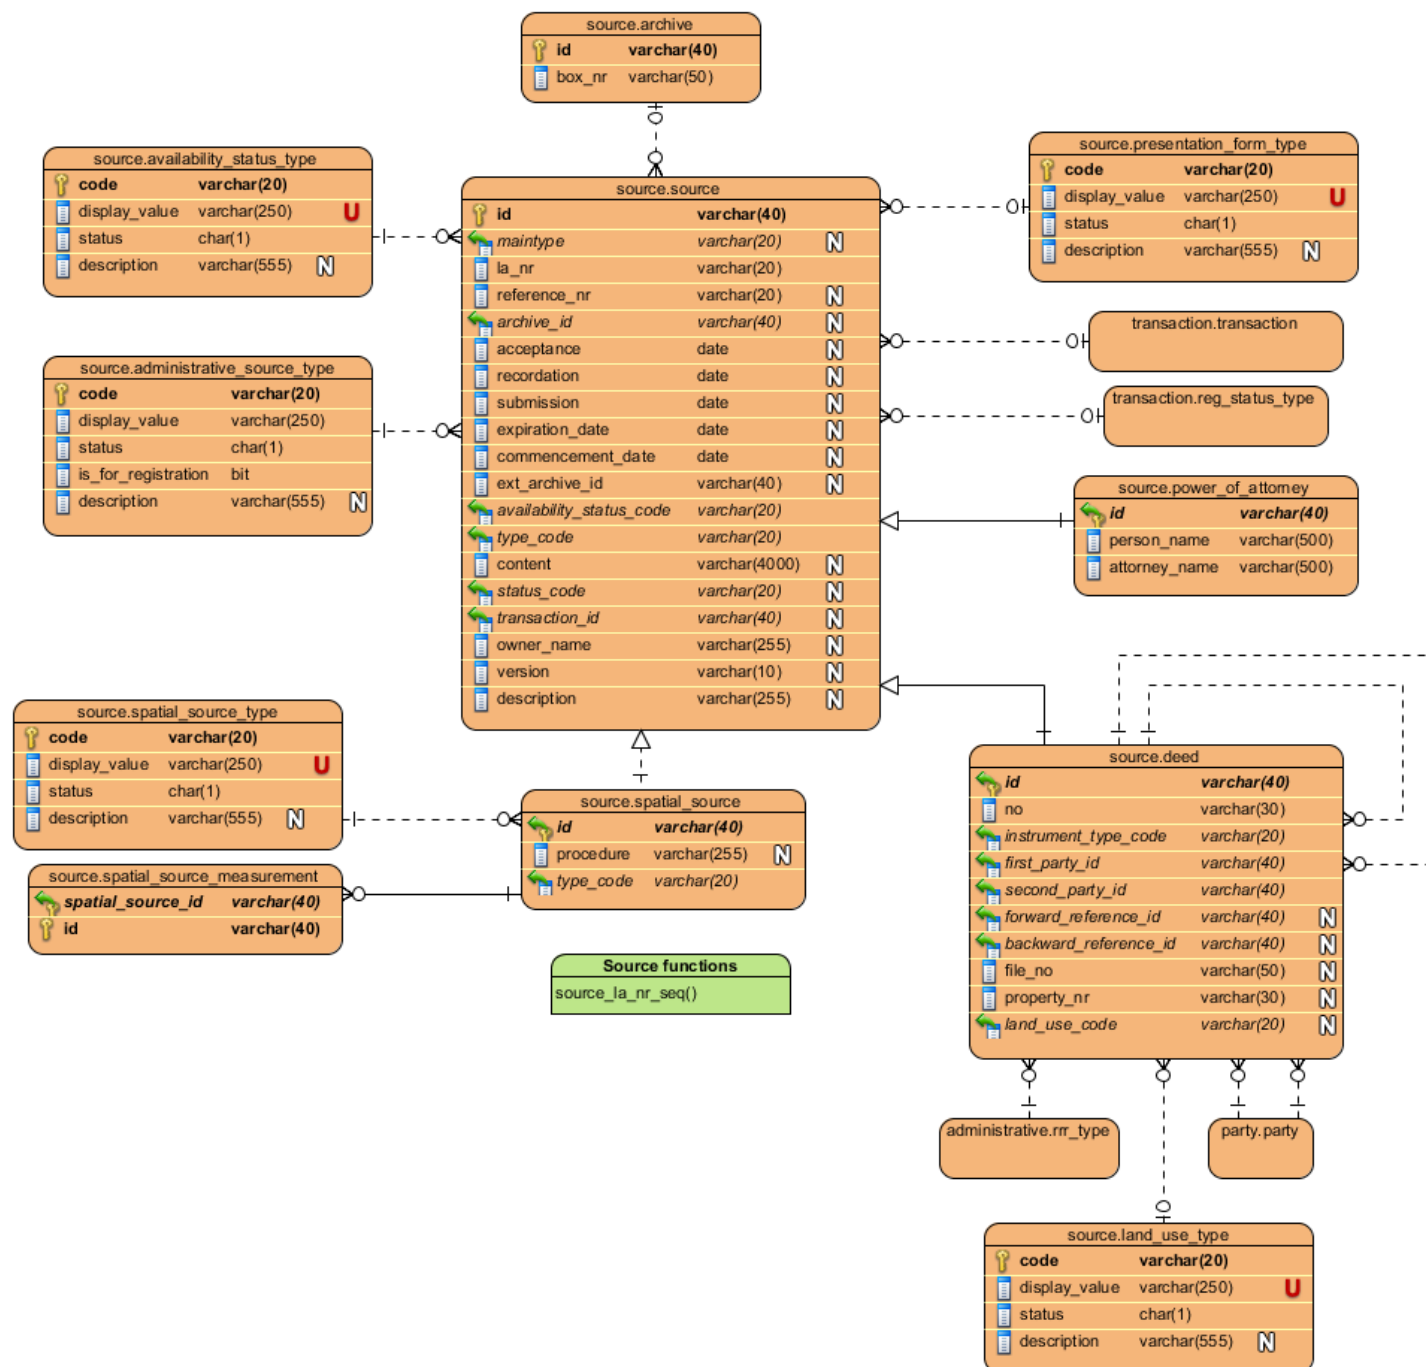 source.archive
id varchar(40)
box_nr varchar(50)
source.availability_status_type
code varchar(20)
display_value varchar(250) U
status char(1)
description varchar(555) N
source.presentation_form_type
code varchar(20)
display_value varchar(250) U
status char(1)
description varchar(555) N
source.source
id varchar(40)
maintype varchar(20) N
la_nr varchar(20)
reference_nr varchar(20) N
archive_id varchar(40) N
acceptance date N
recordation date N
submission date N
expiration_date date N
commencement_date date N
ext_archive_id varchar(40) N
availability_status_code varchar(20)
type_code varchar(20)
content varchar(4000) N
status_code varchar(20) N
transaction_id varchar(40) N
owner_name varchar(255) N
version varchar(10) N
description varchar(255) N
transaction.transaction
source.administrative_source_type
code varchar(20)
display_value varchar(250)
status char(1)
is_for_registration bit
description varchar(555) N
transaction.reg_status_type
source.power_of_attorney
id varchar(40)
person_name varchar(500)
attorney_name varchar(500)
source.spatial_source_type
code varchar(20)
display_value varchar(250) U
status char(1)
description varchar(555) N
source.spatial_source
id varchar(40)
procedure varchar(255) N
type_code varchar(20)
source.spatial_source_measurement
spatial_source_id varchar(40)
id varchar(40)
Source functions
source_la_nr_seq()
source.deed
id varchar(40)
no varchar(30)
instrument_type_code varchar(20)
first_party_id varchar(40)
second_party_id varchar(40)
forward_reference_id varchar(40) N
backward_reference_id varchar(40) N
file_no varchar(50) N
property_nr varchar(30) N
land_use_code varchar(20) N
administrative.rrr_type
party.party
source.land_use_type
code varchar(20)
display_value varchar(250) U
status char(1)
description varchar(555) N